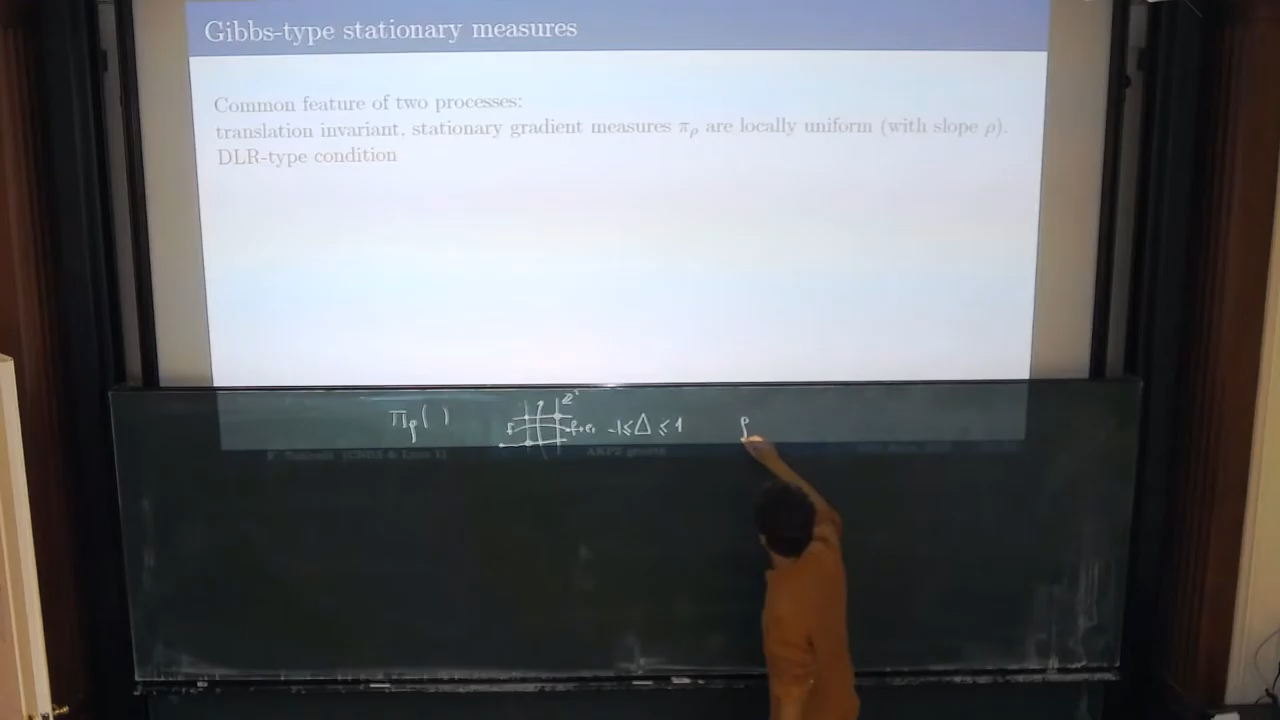 Gibbs-type stationary measures
Common feature of two processes:
translation invariant, stationary gradient measures π_ρ are locally uniform (with slope ρ).
DLR-type condition
π_ρ( ) -1 ≤ Δ ≤ 1 ρ